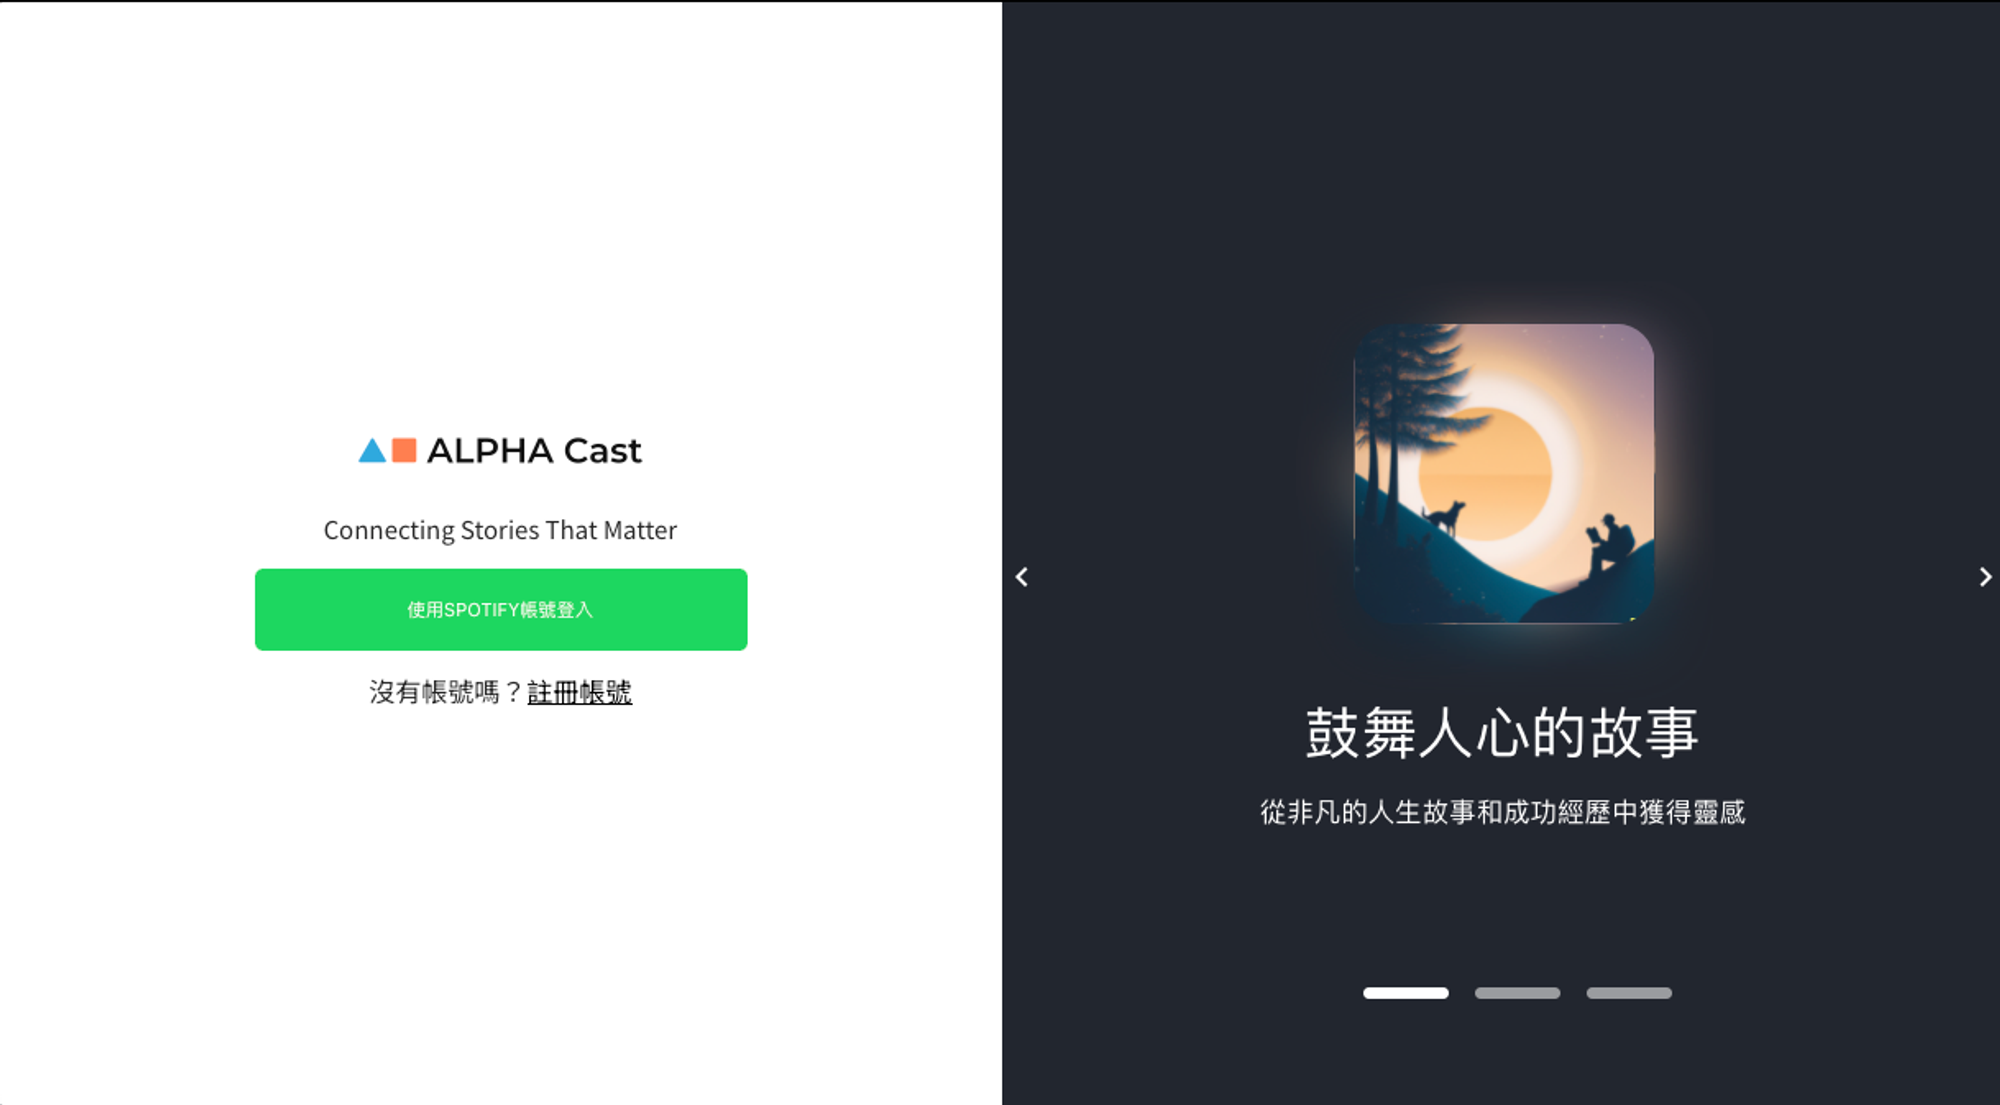 ALPHA Cast
Connecting Stories That Matter
使用SPOTIFY帳號登入
沒有帳號嗎？註冊帳號
鼓舞人心的故事
從非凡的人生故事和成功經歷中獲得靈感